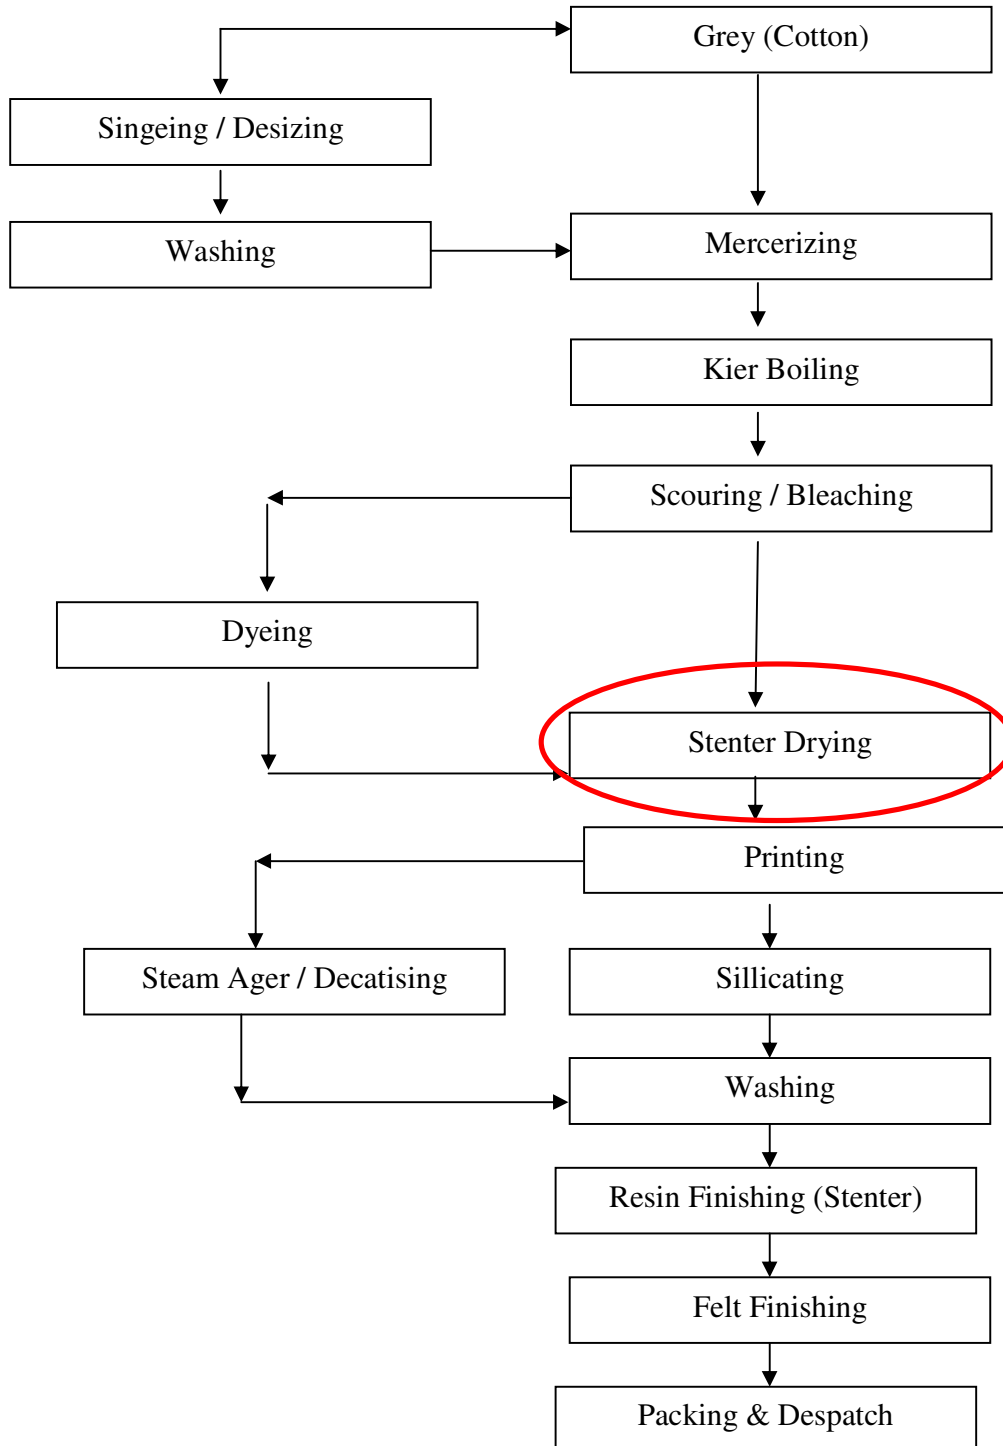 Grey (Cotton)
Singeing / Desizing
Washing
Mercerizing
Kier Boiling
Scouring / Bleaching
Dyeing
Stenter Drying
Printing
Steam Ager / Decatising
Sillicating
Washing
Resin Finishing (Stenter)
Felt Finishing
Packing & Despatch